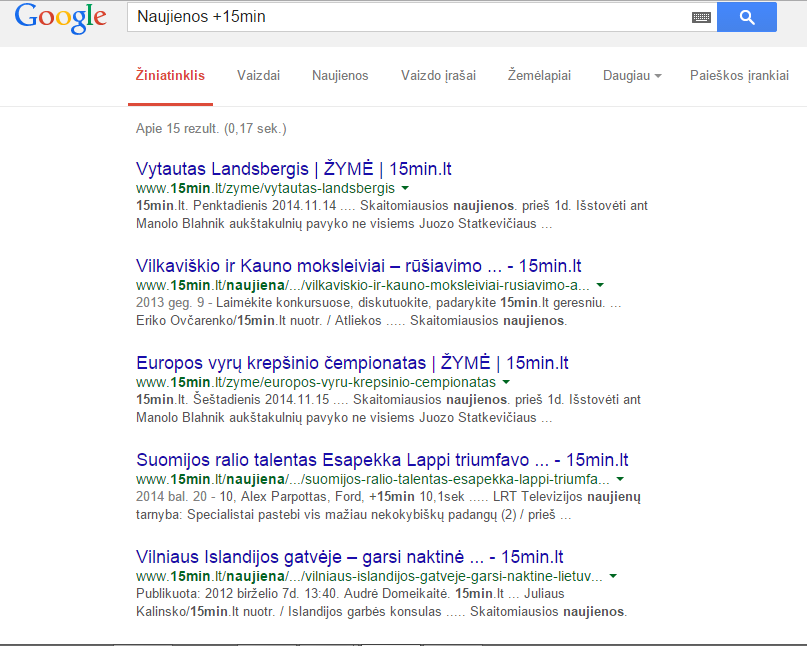 Google
Naujienos +15min
Žiniatinklis Vaizdai Naujienos Vaizdo įrašai Žemėlapiai Daugiau Paieškos įrankiai
Apie 15 rezult. (0,17 sek.)
Vytautas Landsbergis | ŽYMĖ | 15min.lt
www.15min.lt/zyme/vytautas-landsbergis
15min.lt. Penktadienis 2014.11.14 .... Skaitomiausios naujienos. prieš 1d. Išstovėti ant
Manolo Blahnik aukštakulnių pavyko ne visiems Juozo Statkevičiaus ...
Vilkaviškio ir Kauno moksleiviai – rūšiavimo ... - 15min.lt
www.15min.lt/naujiena/.../vilkaviskio-ir-kauno-moksleiviai-rusiavimo-a...
2013 geg. 9 - Laimėkite konkursuose, diskutuokite, padarykite 15min.lt geresniu. ...
Eriko Ovčarenko/15min.lt nuotr. / Atliekos ..... Skaitomiausios naujienos.
Europos vyrų krepšinio čempionatas | ŽYMĖ | 15min.lt
www.15min.lt/zyme/europos-vyru-krepsinio-cempionatas
15min.lt. Šeštadienis 2014.11.15 .... Skaitomiausios naujienos. prieš 1d. Išstovėti ant
Manolo Blahnik aukštakulnių pavyko ne visiems Juozo Statkevičiaus ...
Suomijos ralio talentas Esapekka Lappi triumfavo ... - 15min.lt
www.15min.lt/naujiena/.../suomijos-ralio-talentas-esapekka-lappi-triumfa...
2014 bal. 20 - 10, Alex Parpottas, Ford, +15min 10,1sek ..... LRT Televizijos naujienų
tarnyba: Specialistai pastebi vis mažiau nekokybiškų padangų (2) / prieš ...
Vilniaus Islandijos gatvėje – garsi naktinė ... - 15min.lt
www.15min.lt/naujiena/.../vilniaus-islandijos-gatveje-garsi-naktine-lietuv...
Publikuota: 2012 birželio 7d. 13:40. Audrė Domeikaitė. 15min.lt ... Juliaus
Kalinsko/15min.lt nuotr. / Islandijos garbės konsulas ..... Skaitomiausios naujienos.